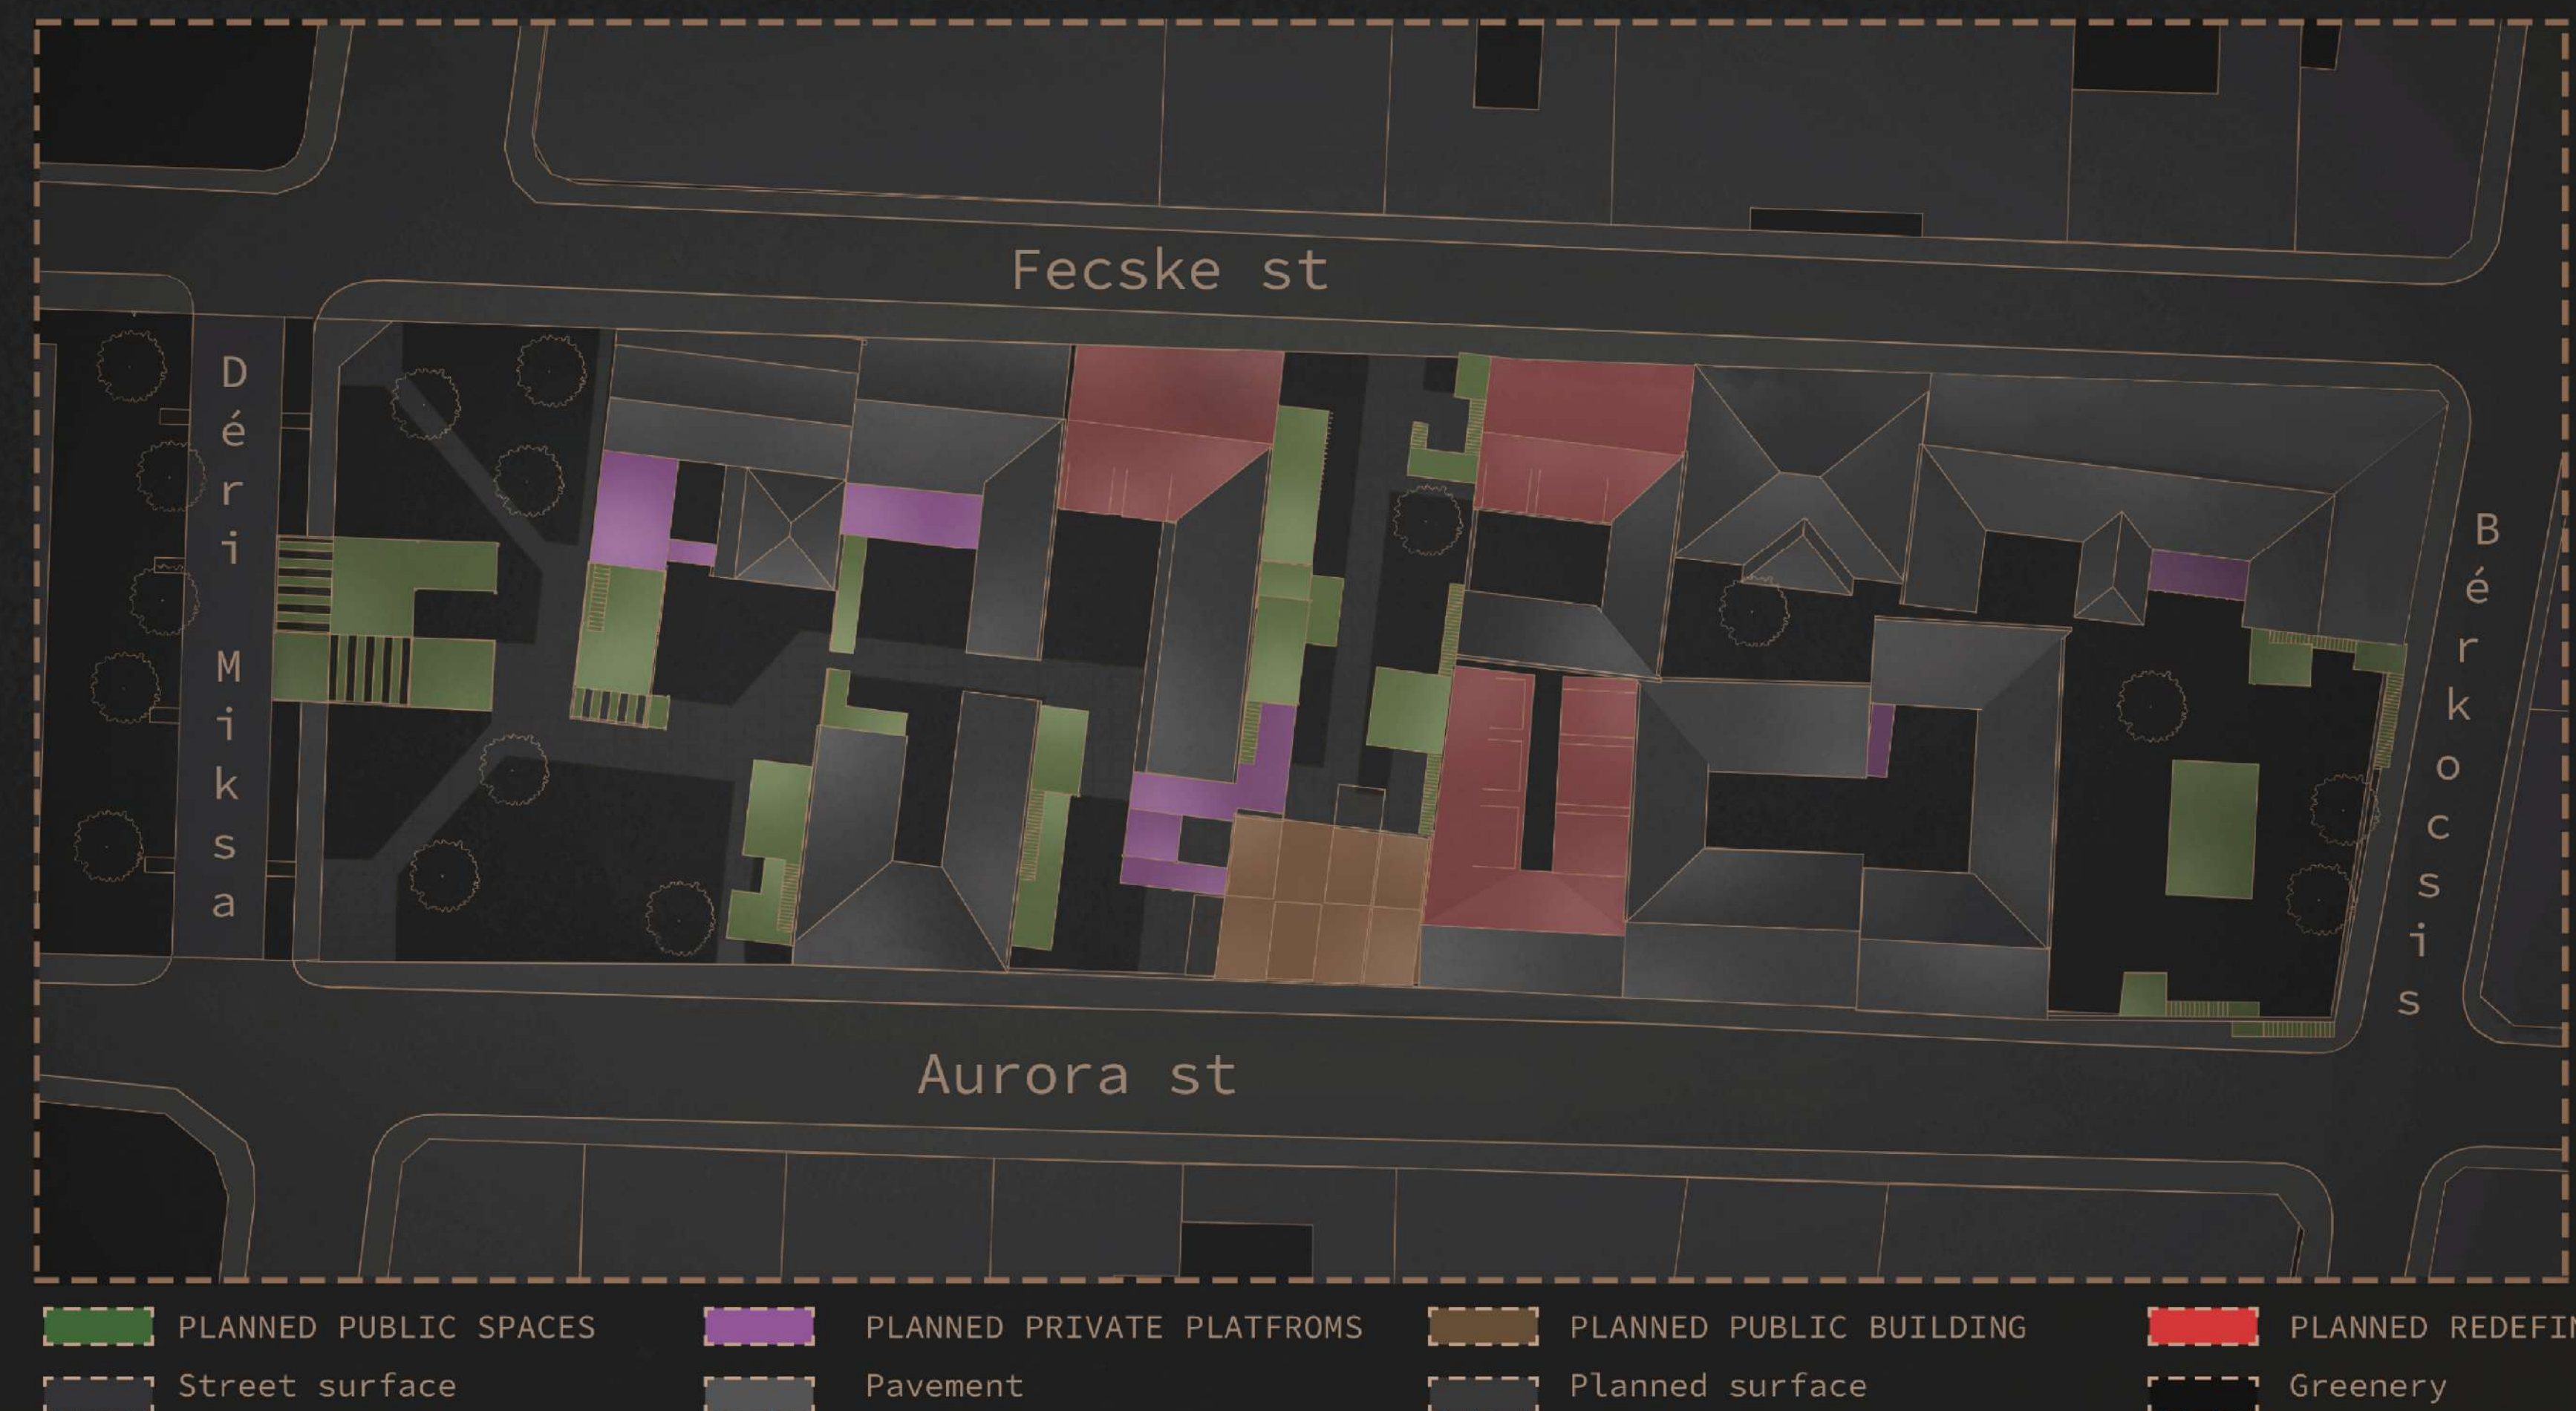 Fecske st
Déri Miksa
Bérkocsis
Aurora st
PLANNED PUBLIC SPACES
PLANNED PRIVATE PLATFROMS
PLANNED PUBLIC BUILDING
PLANNED
Street surface
Pavement
Planned surface
Greenery